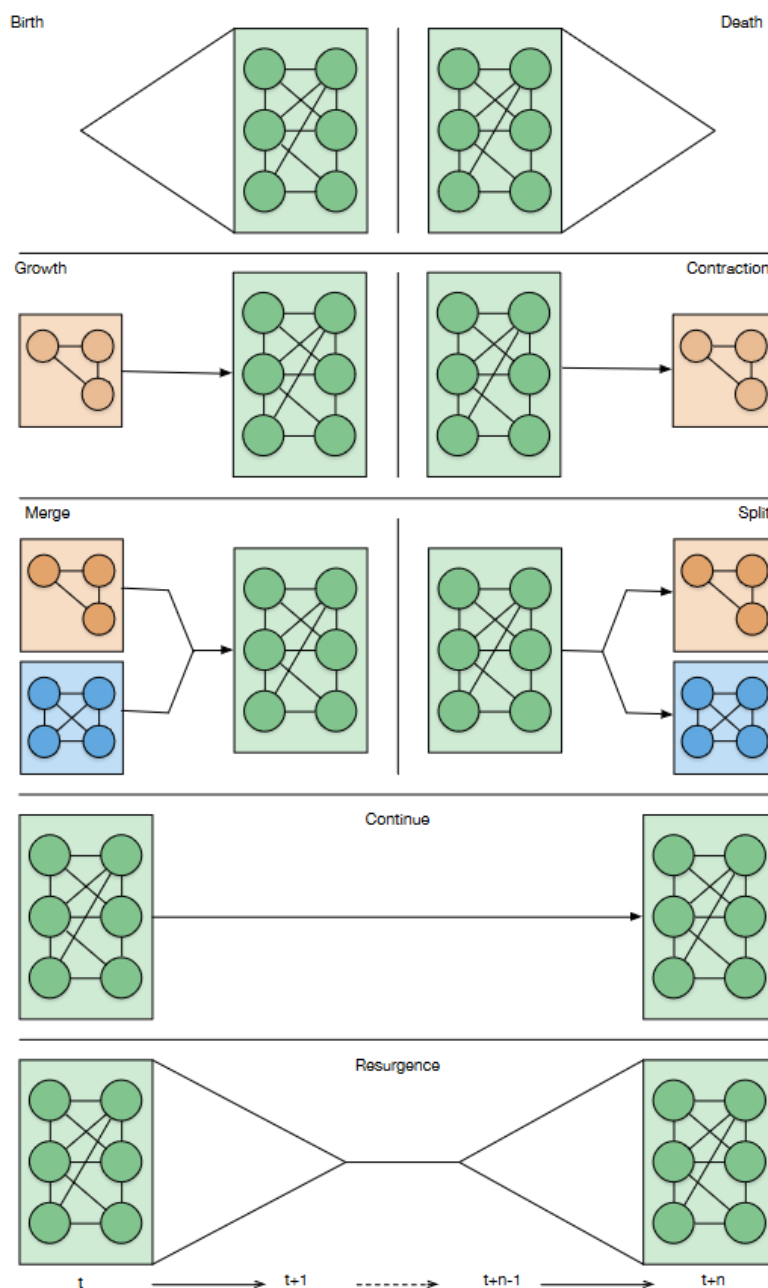 Birth Death
Growth Contraction
Merge Split
Continue
Resurgence
t t+1 t+n-1 t+n